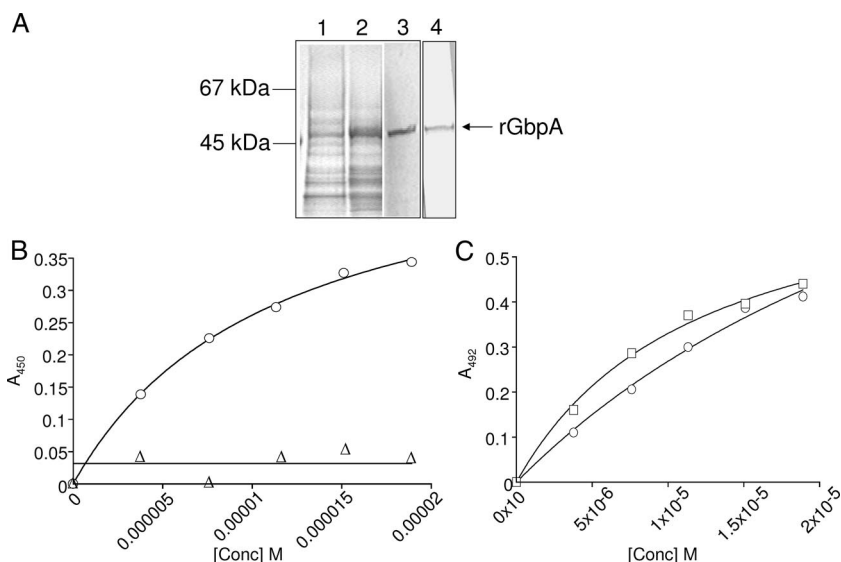 A
1 2 3 4
67 kDa
45 kDa
rGbpA
B
0.35
0.3
0.25
0.2
0.15
0.1
0.05
0
A450
0
0.000005
0.00001
0.000015
0.00002
[Conc] M
C
0.5
0.4
0.3
0.2
0.1
0
A492
0x10
5x10-6
1x10-5
1.5x10-5
2x10-5
[Conc] M